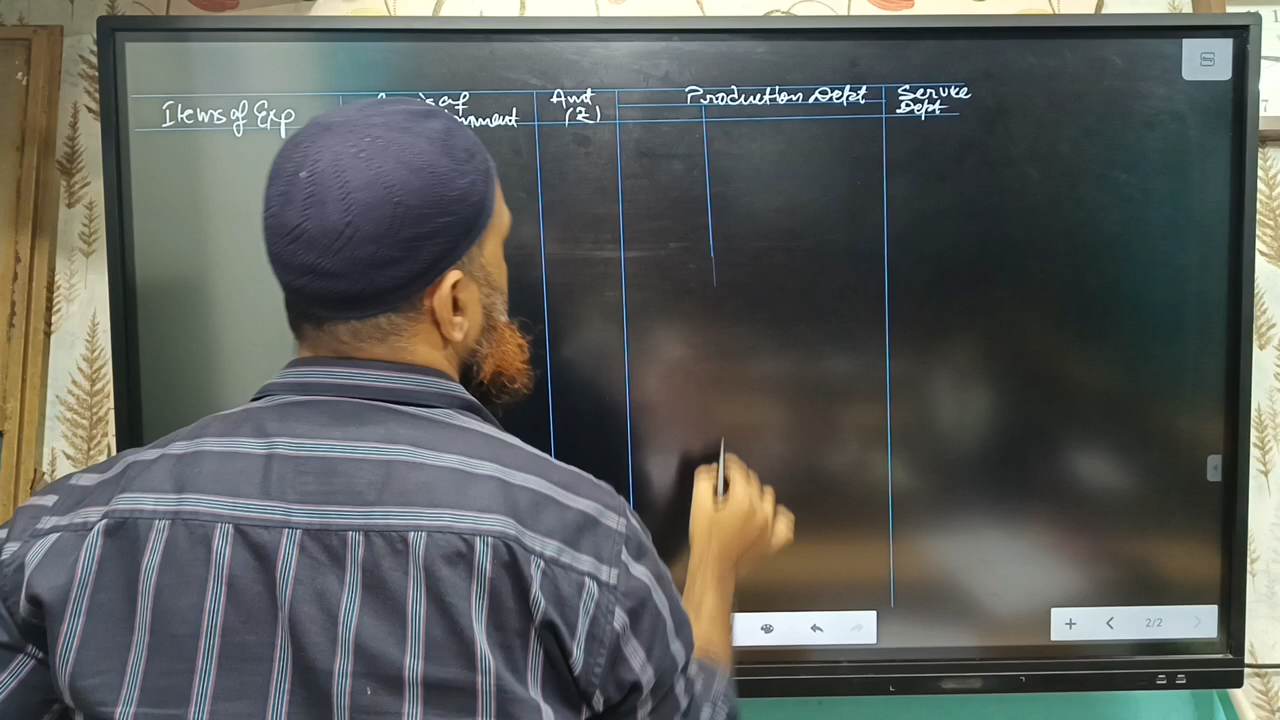 Items of Exp
Amt
(₹)
Production Dept
Service
Dept
2/2